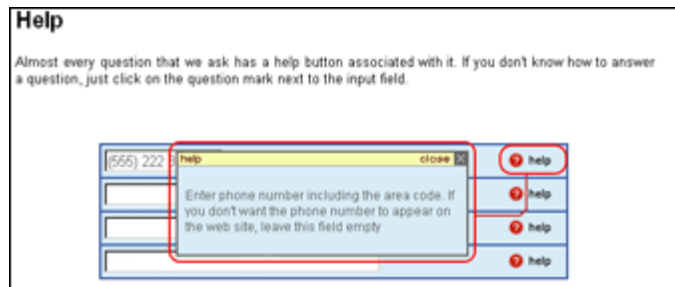 Help
Almost every question that we ask has a help button associated with it. If you don't know how to answer
a question, just click on the question mark next to the input field.
(555) 222
help close
help
Enter phone number including the area code. If
you don't want the phone number to appear on
the web site, leave this field empty
help
help
help